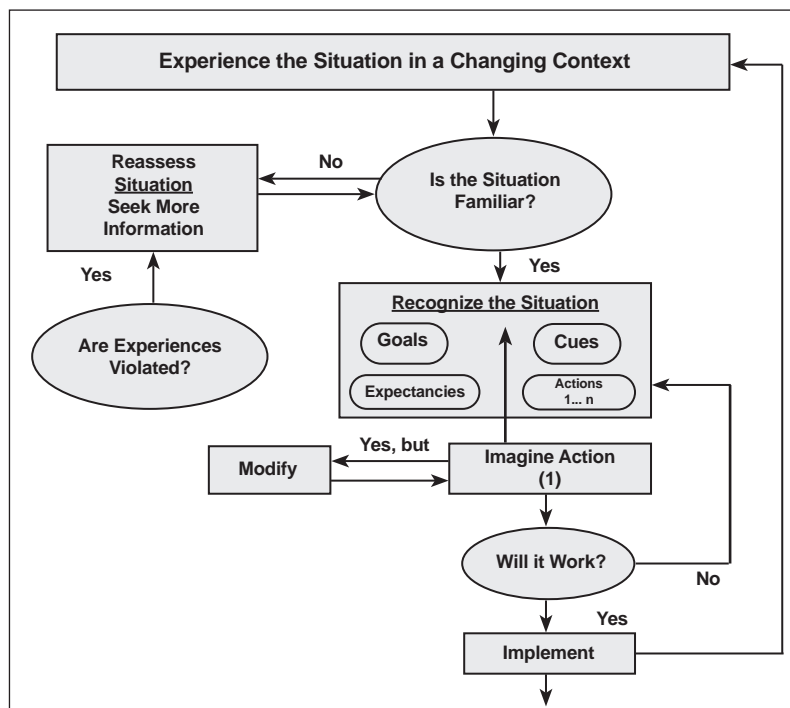 Experience the Situation in a Changing Context
Reassess
Situation
Seek More
Information
No
Is the Situation
Familiar?
Yes
Yes
Recognize the Situation
Goals
Cues
Expectancies
Actions
1... n
Are Experiences
Violated?
Yes, but
Modify
Imagine Action
(1)
Will it Work?
No
Yes
Implement